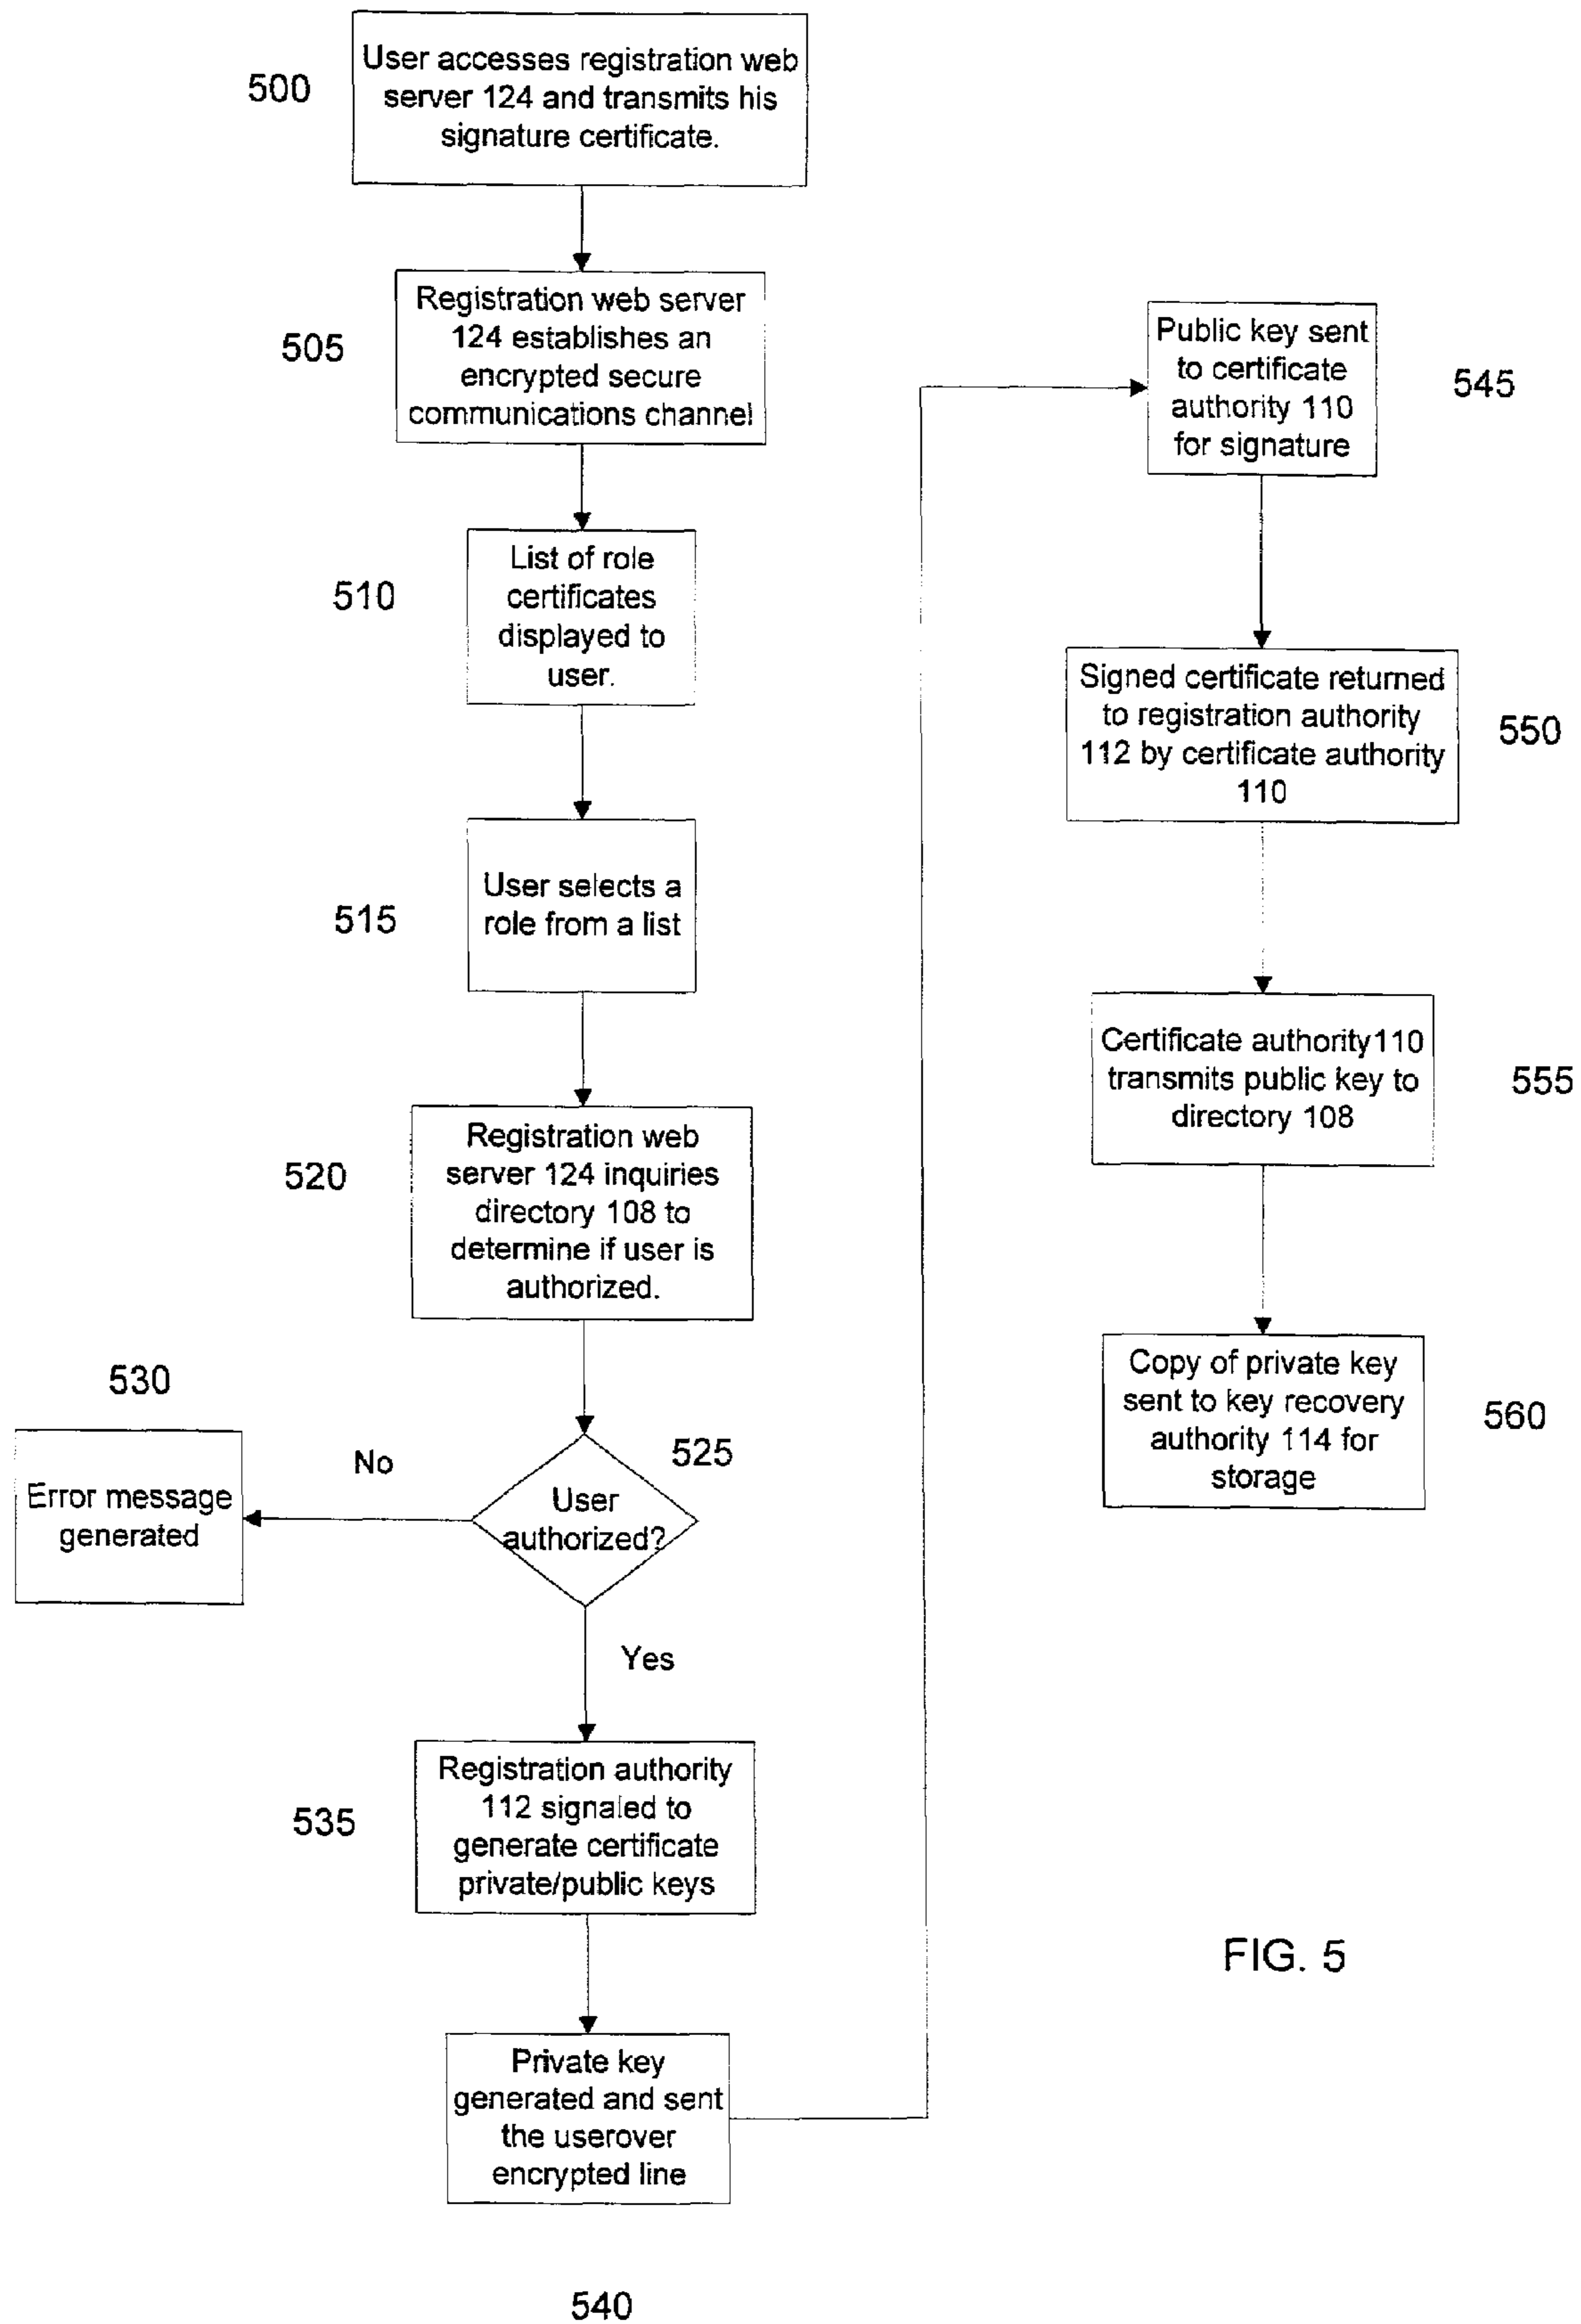 500
User accesses registration web
server 124 and transmits his
signature certificate.
505
Registration web server
124 establishes an
encrypted secure
communications channel
510
List of role
certificates
displayed to
user.
515
User selects a
role from a list
520
Registration web
server 124 inquiries
directory 108 to
determine if user is
authorized.
525
User
authorized?
No
530
Error message
generated
Yes
535
Registration authority
112 signaled to
generate certificate
private/public keys
Private key
generated and sent
the userover
encrypted line
540
Public key sent
to certificate
authority 110
for signature
545
Signed certificate returned
to registration authority
112 by certificate authority
110
550
Certificate authority110
transmits public key to
directory 108
555
Copy of private key
sent to key recovery
authority 114 for
storage
560
FIG. 5